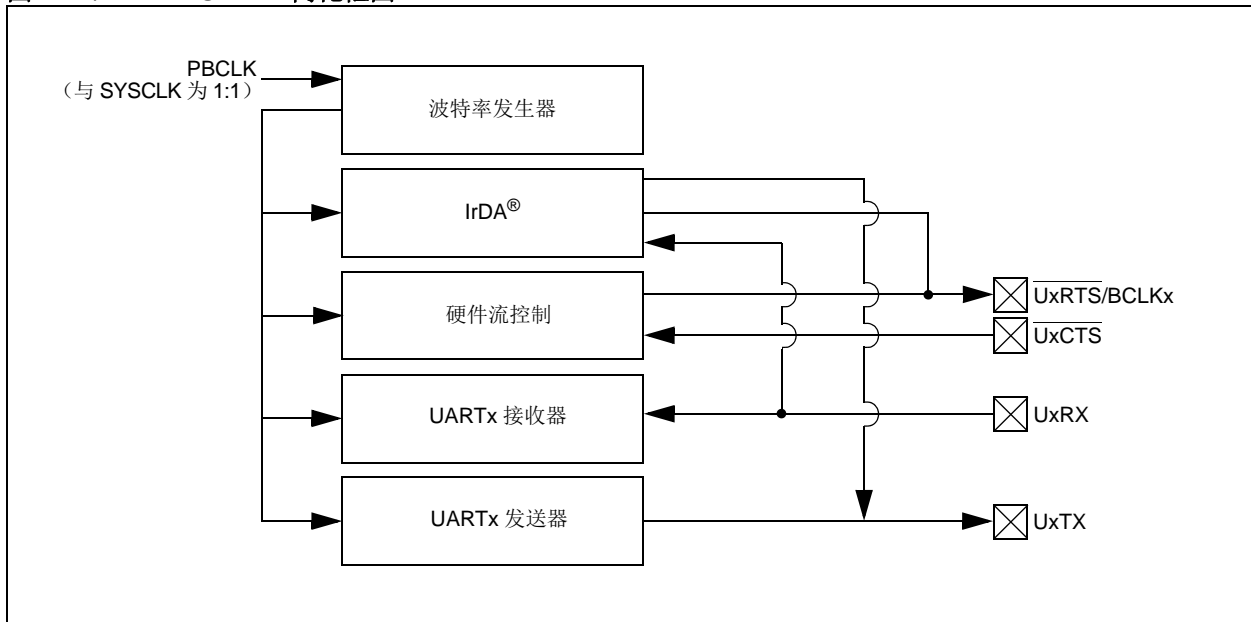 PBCLK
（与 SYSCLK 为 1:1）
波特率发生器
IrDA®
硬件流控制
UxRTS/BCLKx
UxCTS
UARTx 接收器
UxRX
UARTx 发送器
UxTX